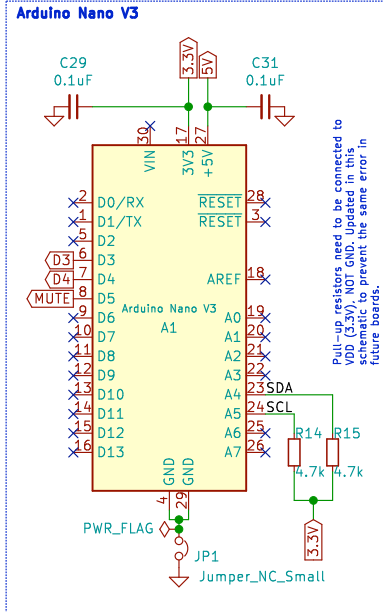 Arduino Nano V3
C29
0.1uF
3.3V
5V
C31
0.1uF
30
17
27
VIN
3V3
+5V
2
D0/RX
1
D1/TX
5
D2
6
D3
D3
7
D4
D4
8
D5
MUTE
9
D6
10
D7
11
D8
12
D9
13
D10
14
D11
15
D12
16
D13
RESET
28
RESET
3
AREF
18
A0
19
A1
20
A2
21
A3
22
A4
23
SDA
A5
24
SCL
A6
25
A7
26
Arduino Nano V3
A1
GND
GND
4
29
R14
4.7k
R15
4.7k
3.3V
PWR_FLAG
JP1
Jumper_NC_Small
Pull-up resistors need to be connected to
VDD (3.3V), NOT GND. Updated in this
schematic to prevent the same error in
future boards.